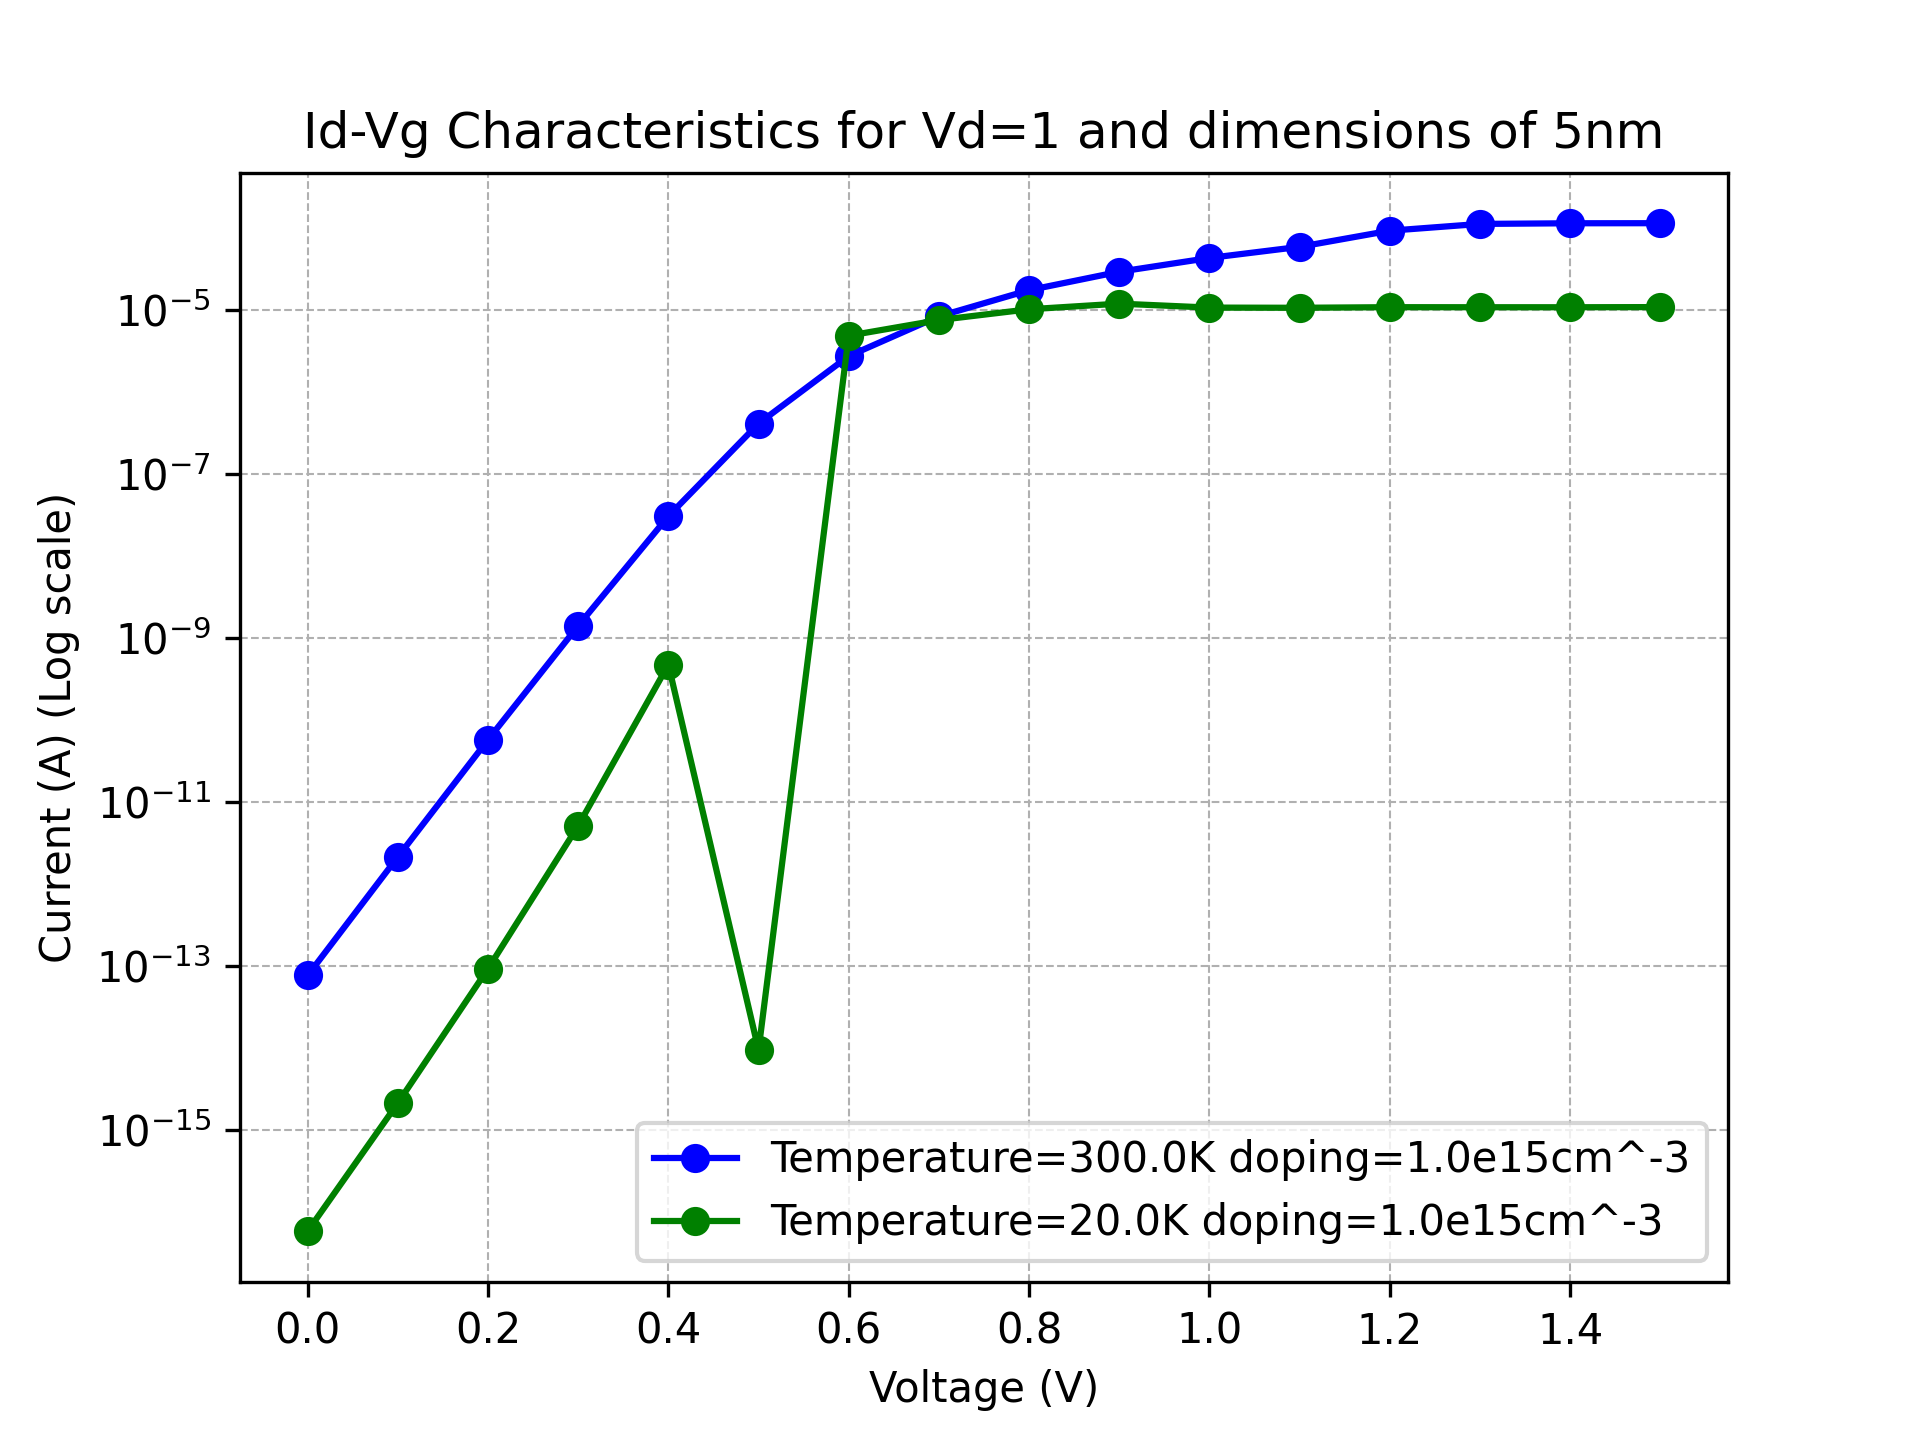 Id-Vg Characteristics for Vd=1 and dimensions of 5nm
Current (A) (Log scale)
10⁻⁵
10⁻⁷
10⁻⁹
10⁻¹¹
10⁻¹³
10⁻¹⁵
Temperature=300.0K doping=1.0e15cm^-3
Temperature=20.0K doping=1.0e15cm^-3
0.0 0.2 0.4 0.6 0.8 1.0 1.2 1.4
Voltage (V)